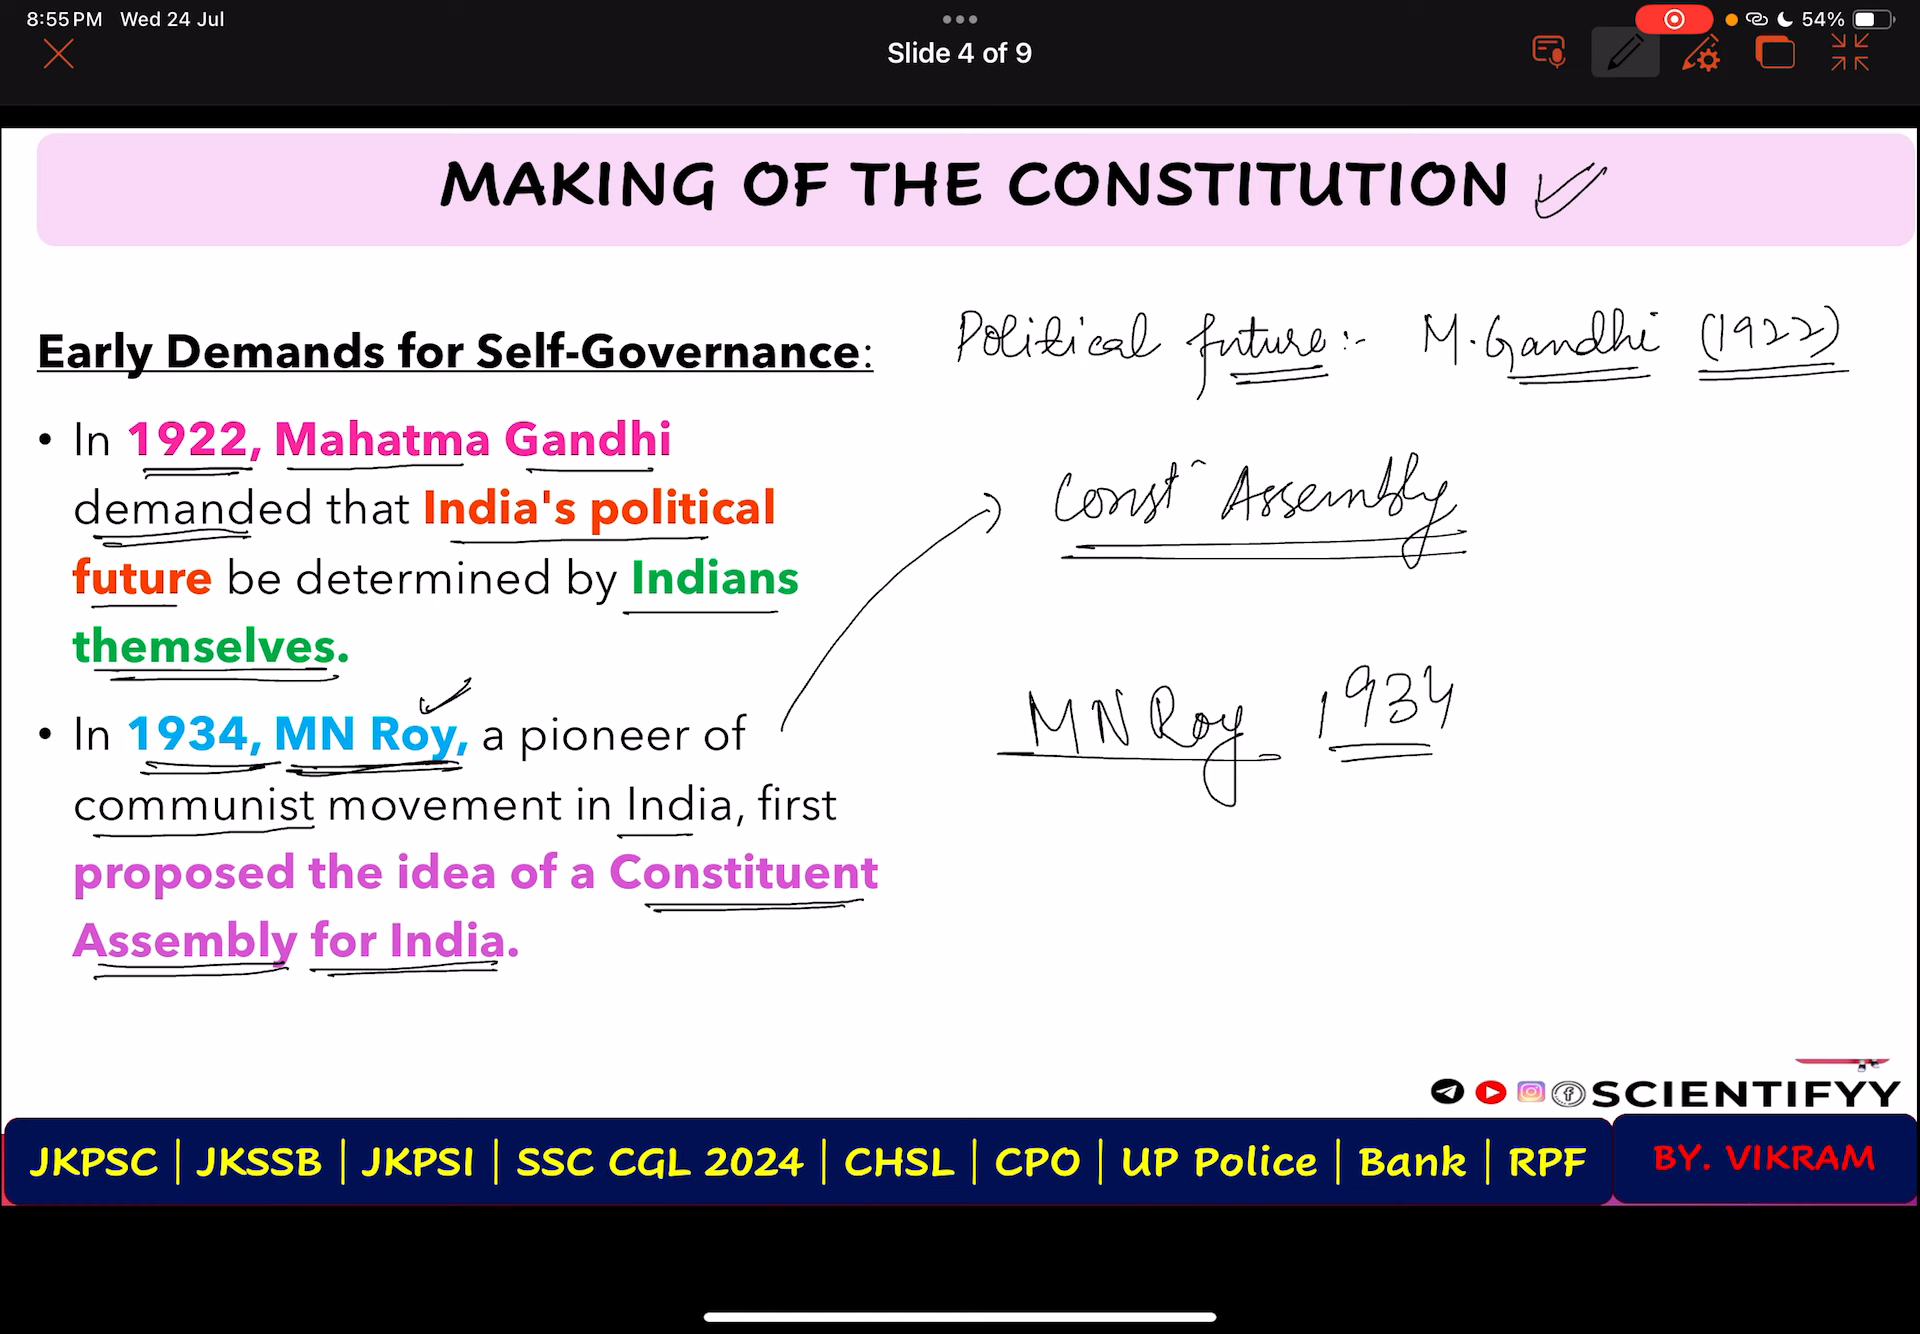 8:55 PM Wed 24 Jul
54%
Slide 4 of 9
MAKING OF THE CONSTITUTION
Early Demands for Self-Governance:
• In 1922, Mahatma Gandhi
demanded that India's political
future be determined by Indians
themselves.
• In 1934, MN Roy, a pioneer of
communist movement in India, first
proposed the idea of a Constituent
Assembly for India.
Political future :- M. Gandhi (1922)
Const Assembly
MN Roy 1934
SCIENTIFYY
JKPSC | JKSSB | JKPSI | SSC CGL 2024 | CHSL | CPO | UP Police | Bank | RPF
BY. VIKRAM